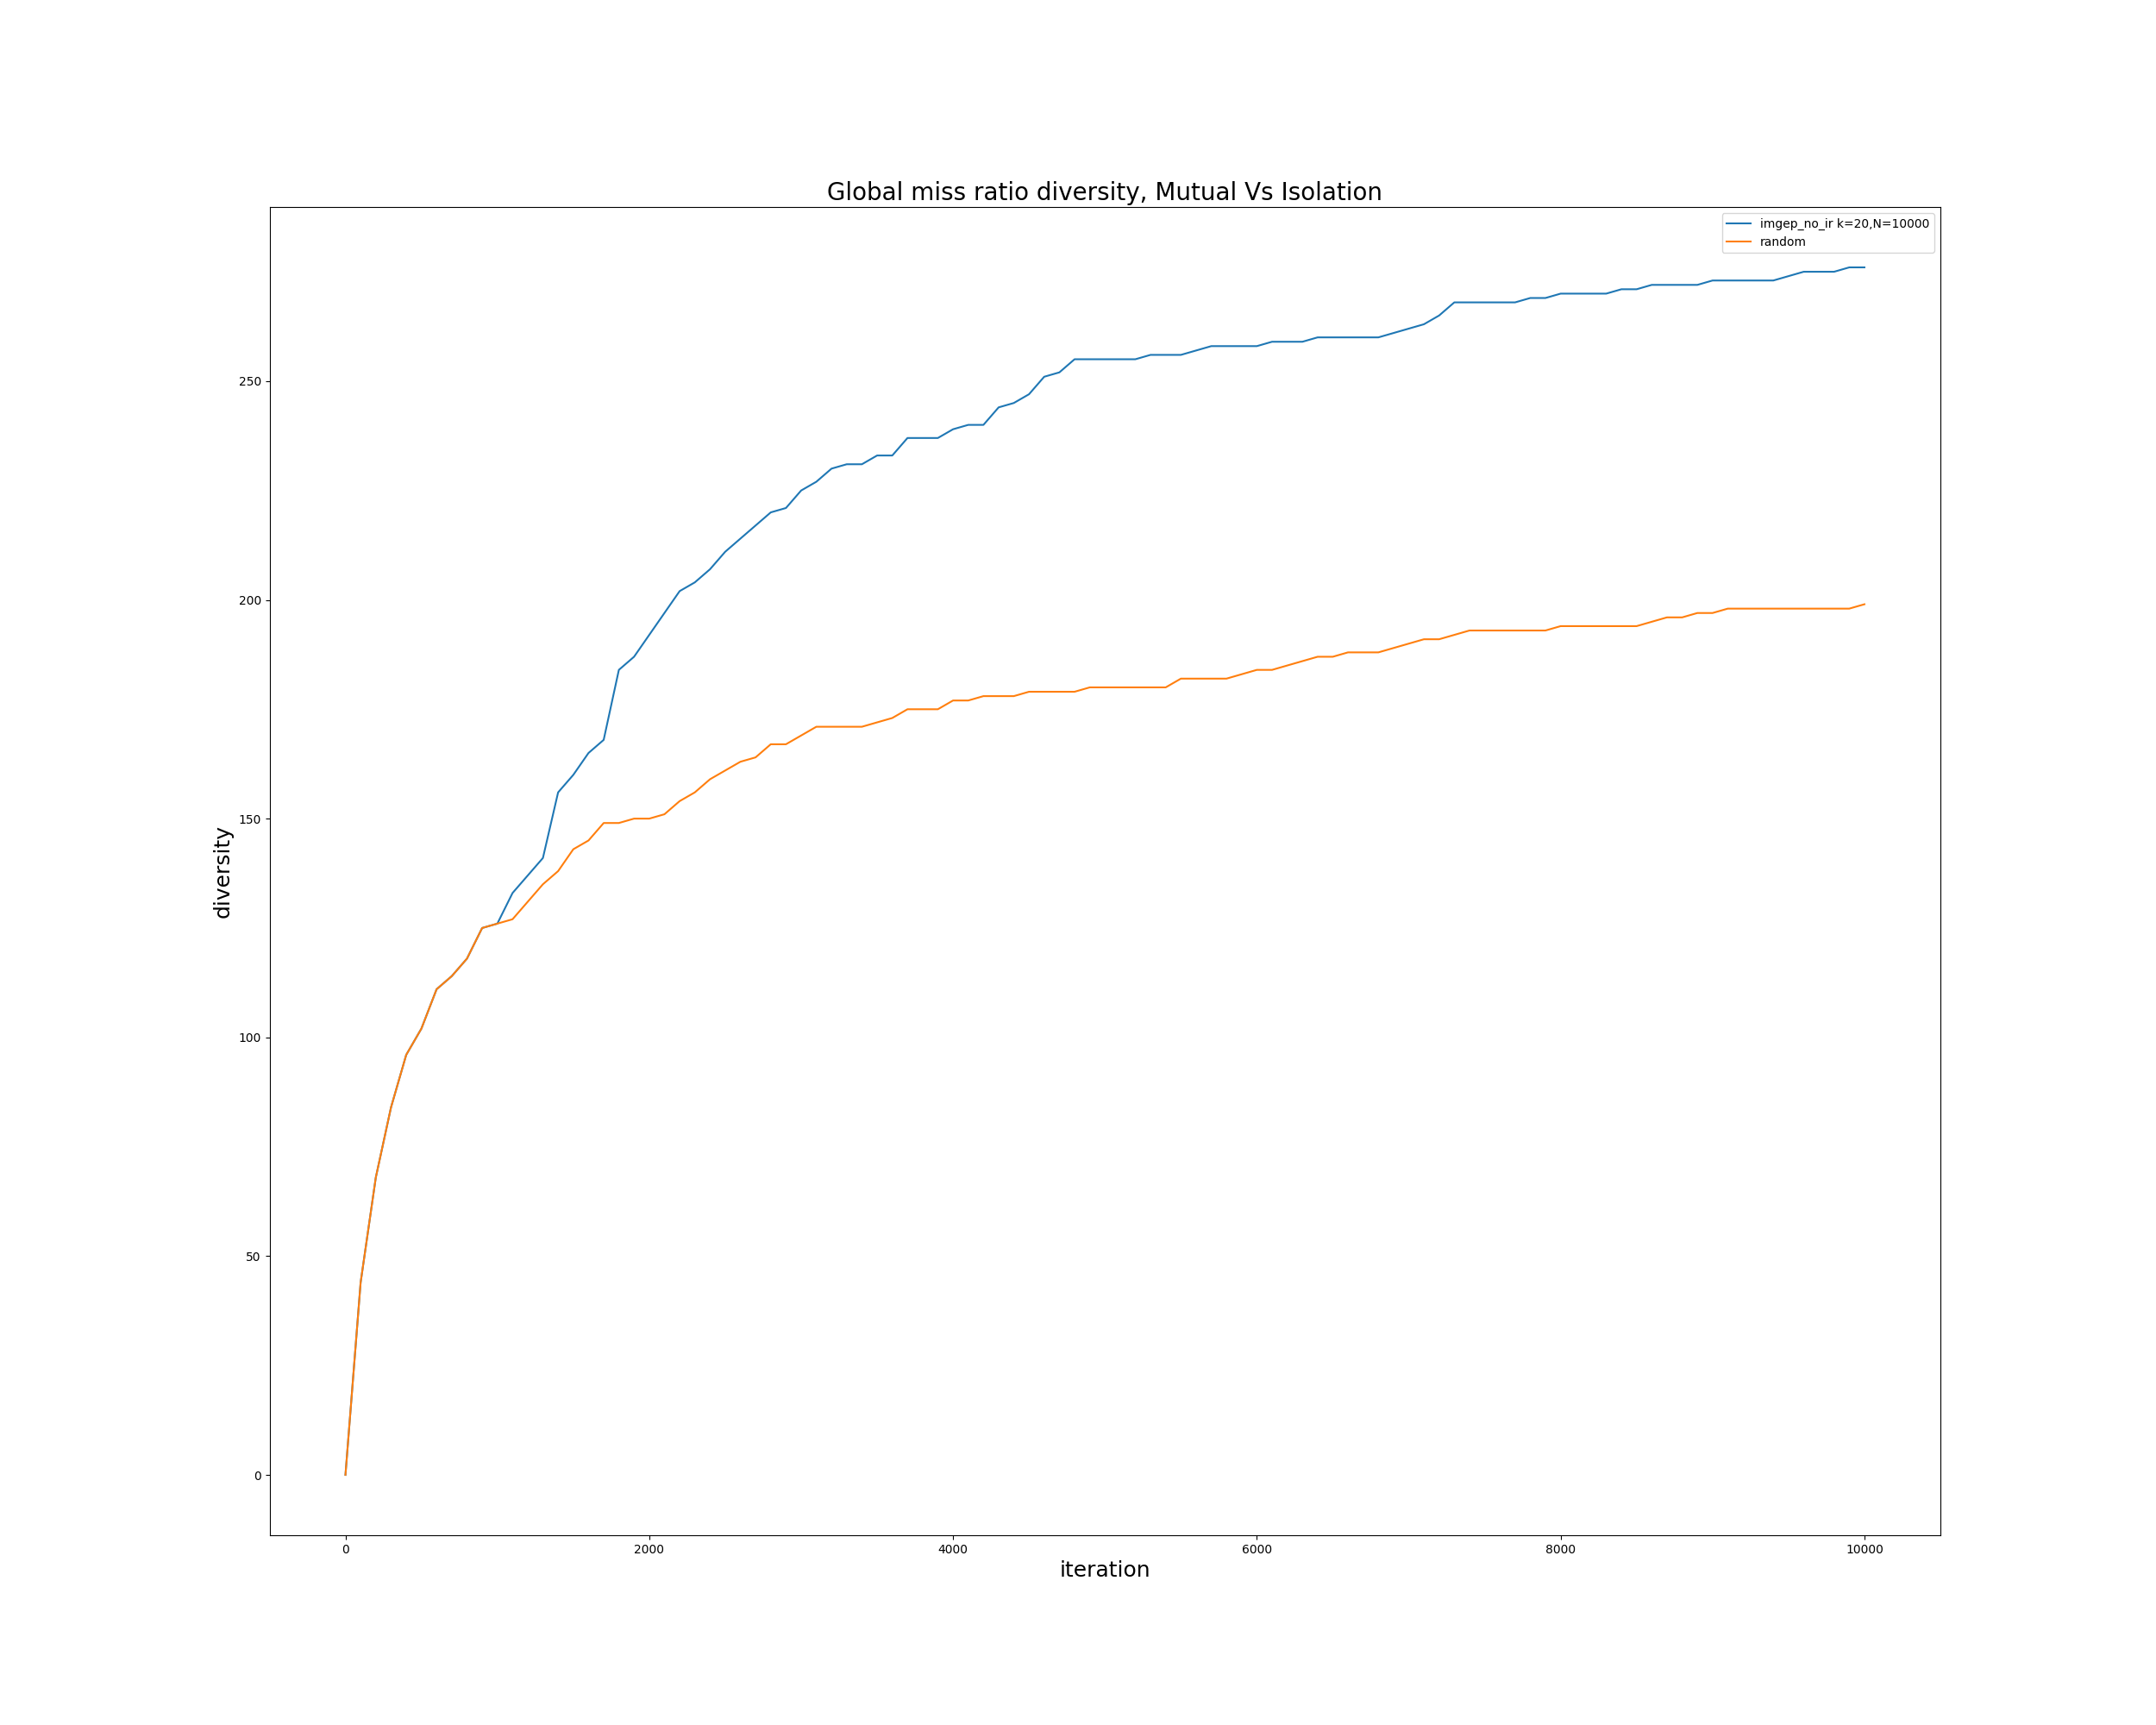 Global miss ratio diversity, Mutual Vs Isolation
imgep_no_ir k=20,N=10000
random
250
200
150
100
50
0
diversity
0 2000 4000 6000 8000 10000
iteration